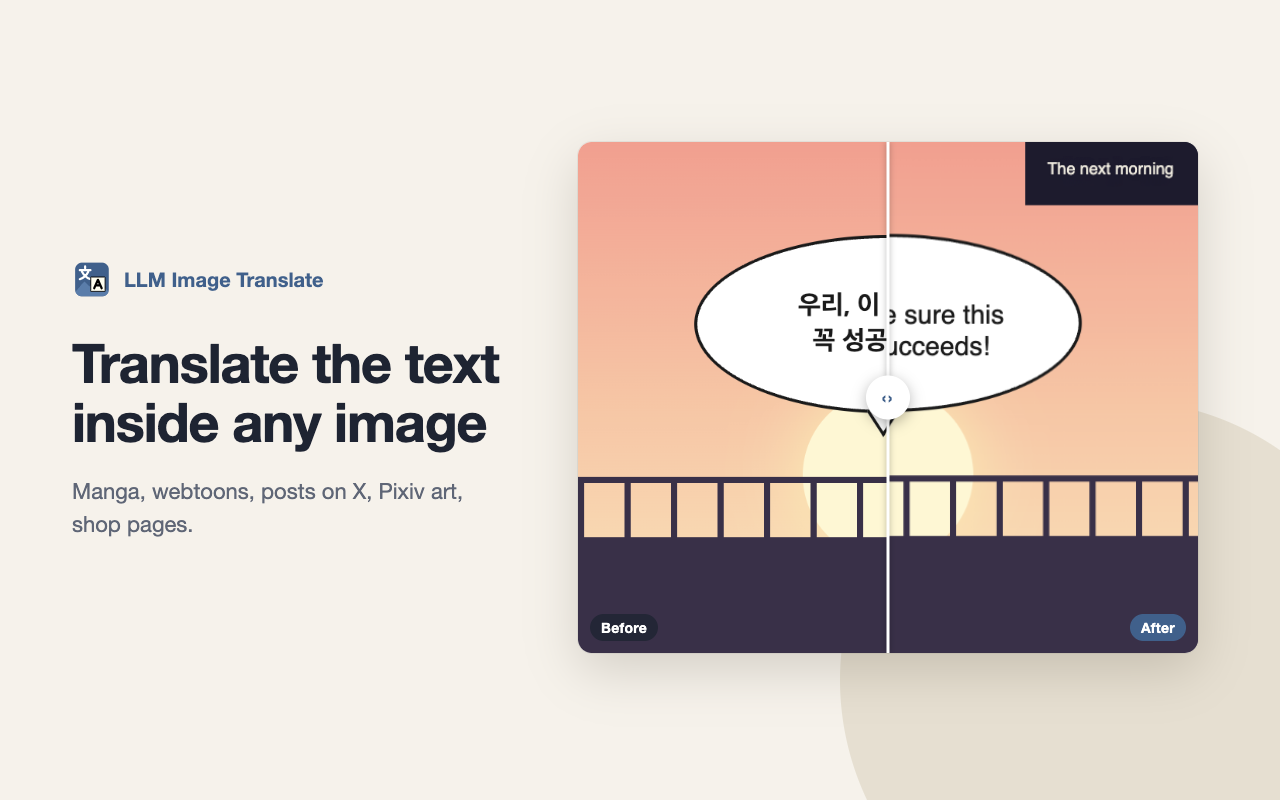 LLM Image Translate
Translate the text
inside any image
Manga, webtoons, posts on X, Pixiv art,
shop pages.
The next morning
우리, 이
꼭 성공
sure this
ucceeds!
Before
After